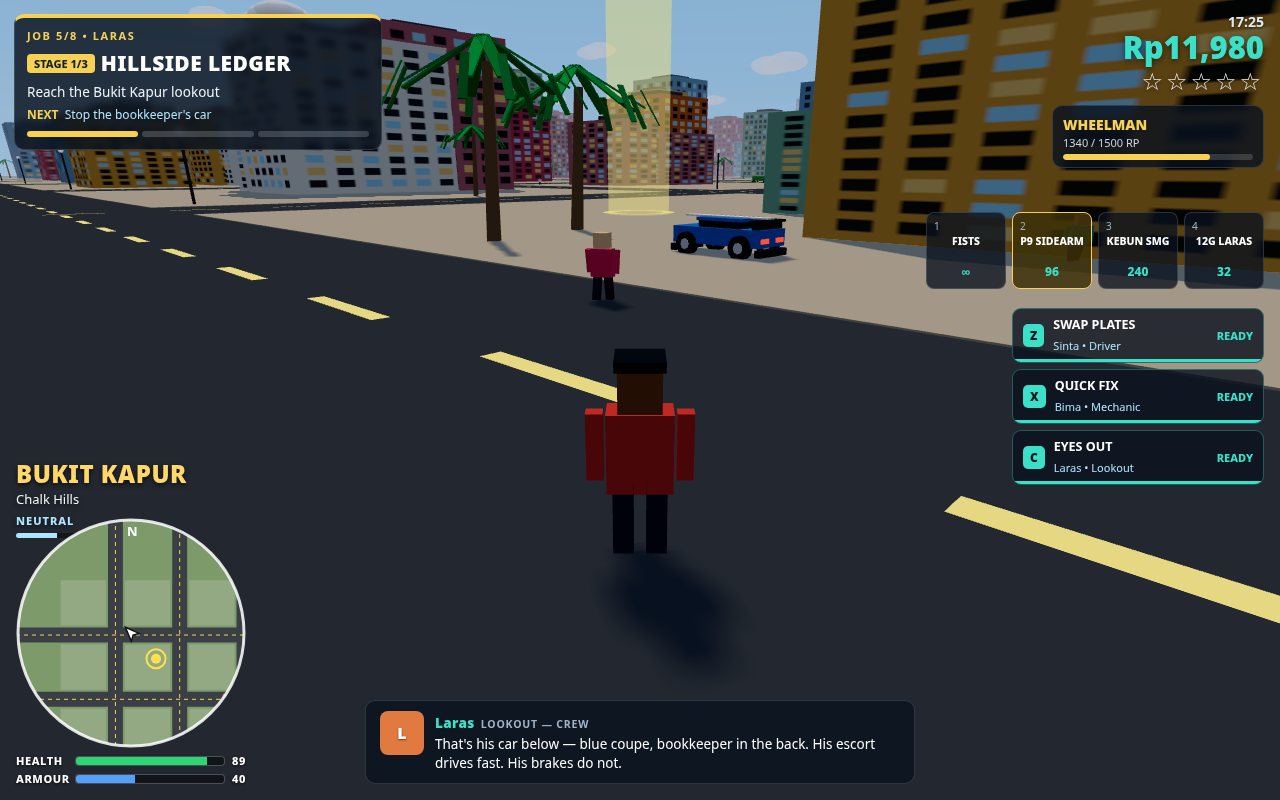 JOB 5/8 • LARAS
STAGE 1/3 HILLSIDE LEDGER
Reach the Bukit Kapur lookout
NEXT Stop the bookkeeper's car
17:25
Rp11,980
WHEELMAN
1340 / 1500 RP
1 FISTS ∞
2 P9 SIDEARM 96
3 KEBUN SMG 240
4 12G LARAS 32
Z SWAP PLATES READY
Sinta • Driver
X QUICK FIX READY
Bima • Mechanic
C EYES OUT READY
Laras • Lookout
BUKIT KAPUR
Chalk Hills
NEUTRAL
N
HEALTH 89
ARMOUR 40
L
Laras LOOKOUT — CREW
That's his car below — blue coupe, bookkeeper in the back. His escort
drives fast. His brakes do not.